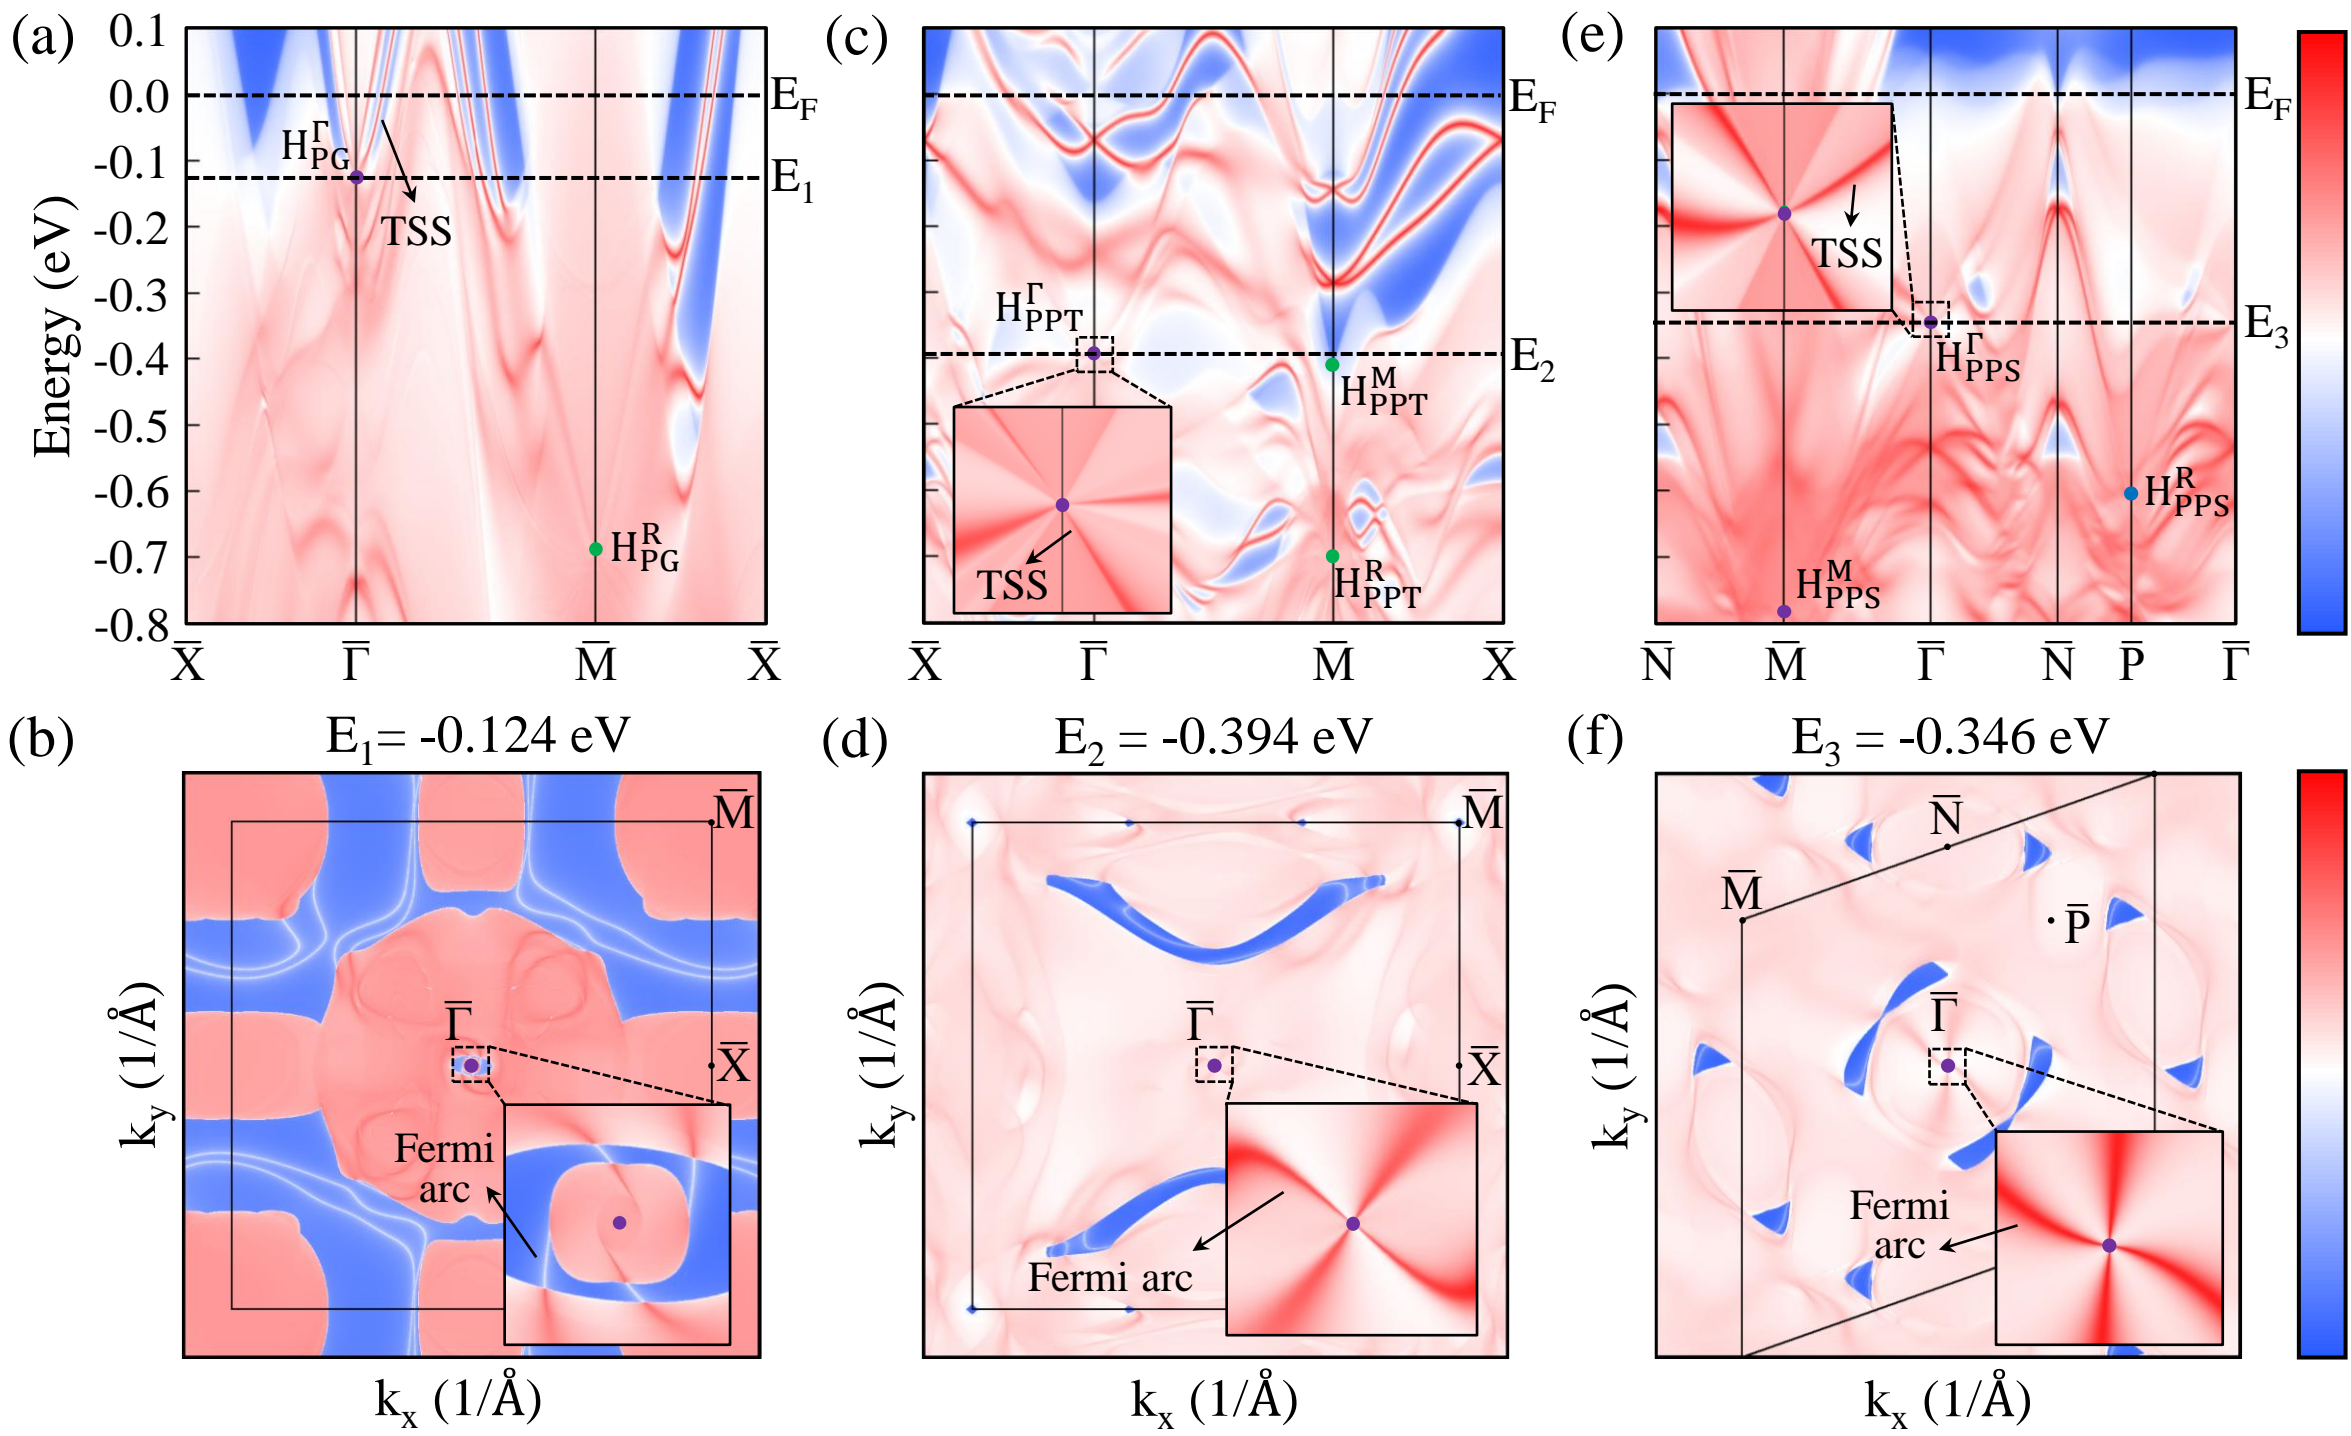 (a)
0.1
0.0
-0.1
-0.2
-0.3
-0.4
-0.5
-0.6
-0.7
-0.8
Energy (eV)
H^Γ_PG
TSS
H^R_PG
E_F
E_1
X̅
Γ̅
M̅
X̅
(c)
H^Γ_PPT
H^M_PPT
TSS
H^R_PPT
E_F
E_2
X̅
Γ̅
M̅
X̅
(e)
TSS
H^Γ_PPS
H^R_PPS
H^M_PPS
E_F
E_3
N̅
M̅
Γ̅
N̅
P̅
Γ̅
(b)
E_1= -0.124 eV
M̅
Γ̅
X̅
Fermi
arc
k_y (1/Å)
k_x (1/Å)
(d)
E_2 = -0.394 eV
M̅
Γ̅
X̅
Fermi arc
k_y (1/Å)
k_x (1/Å)
(f)
E_3 = -0.346 eV
N̅
M̅
P̅
Γ̅
Fermi
arc
k_y (1/Å)
k_x (1/Å)